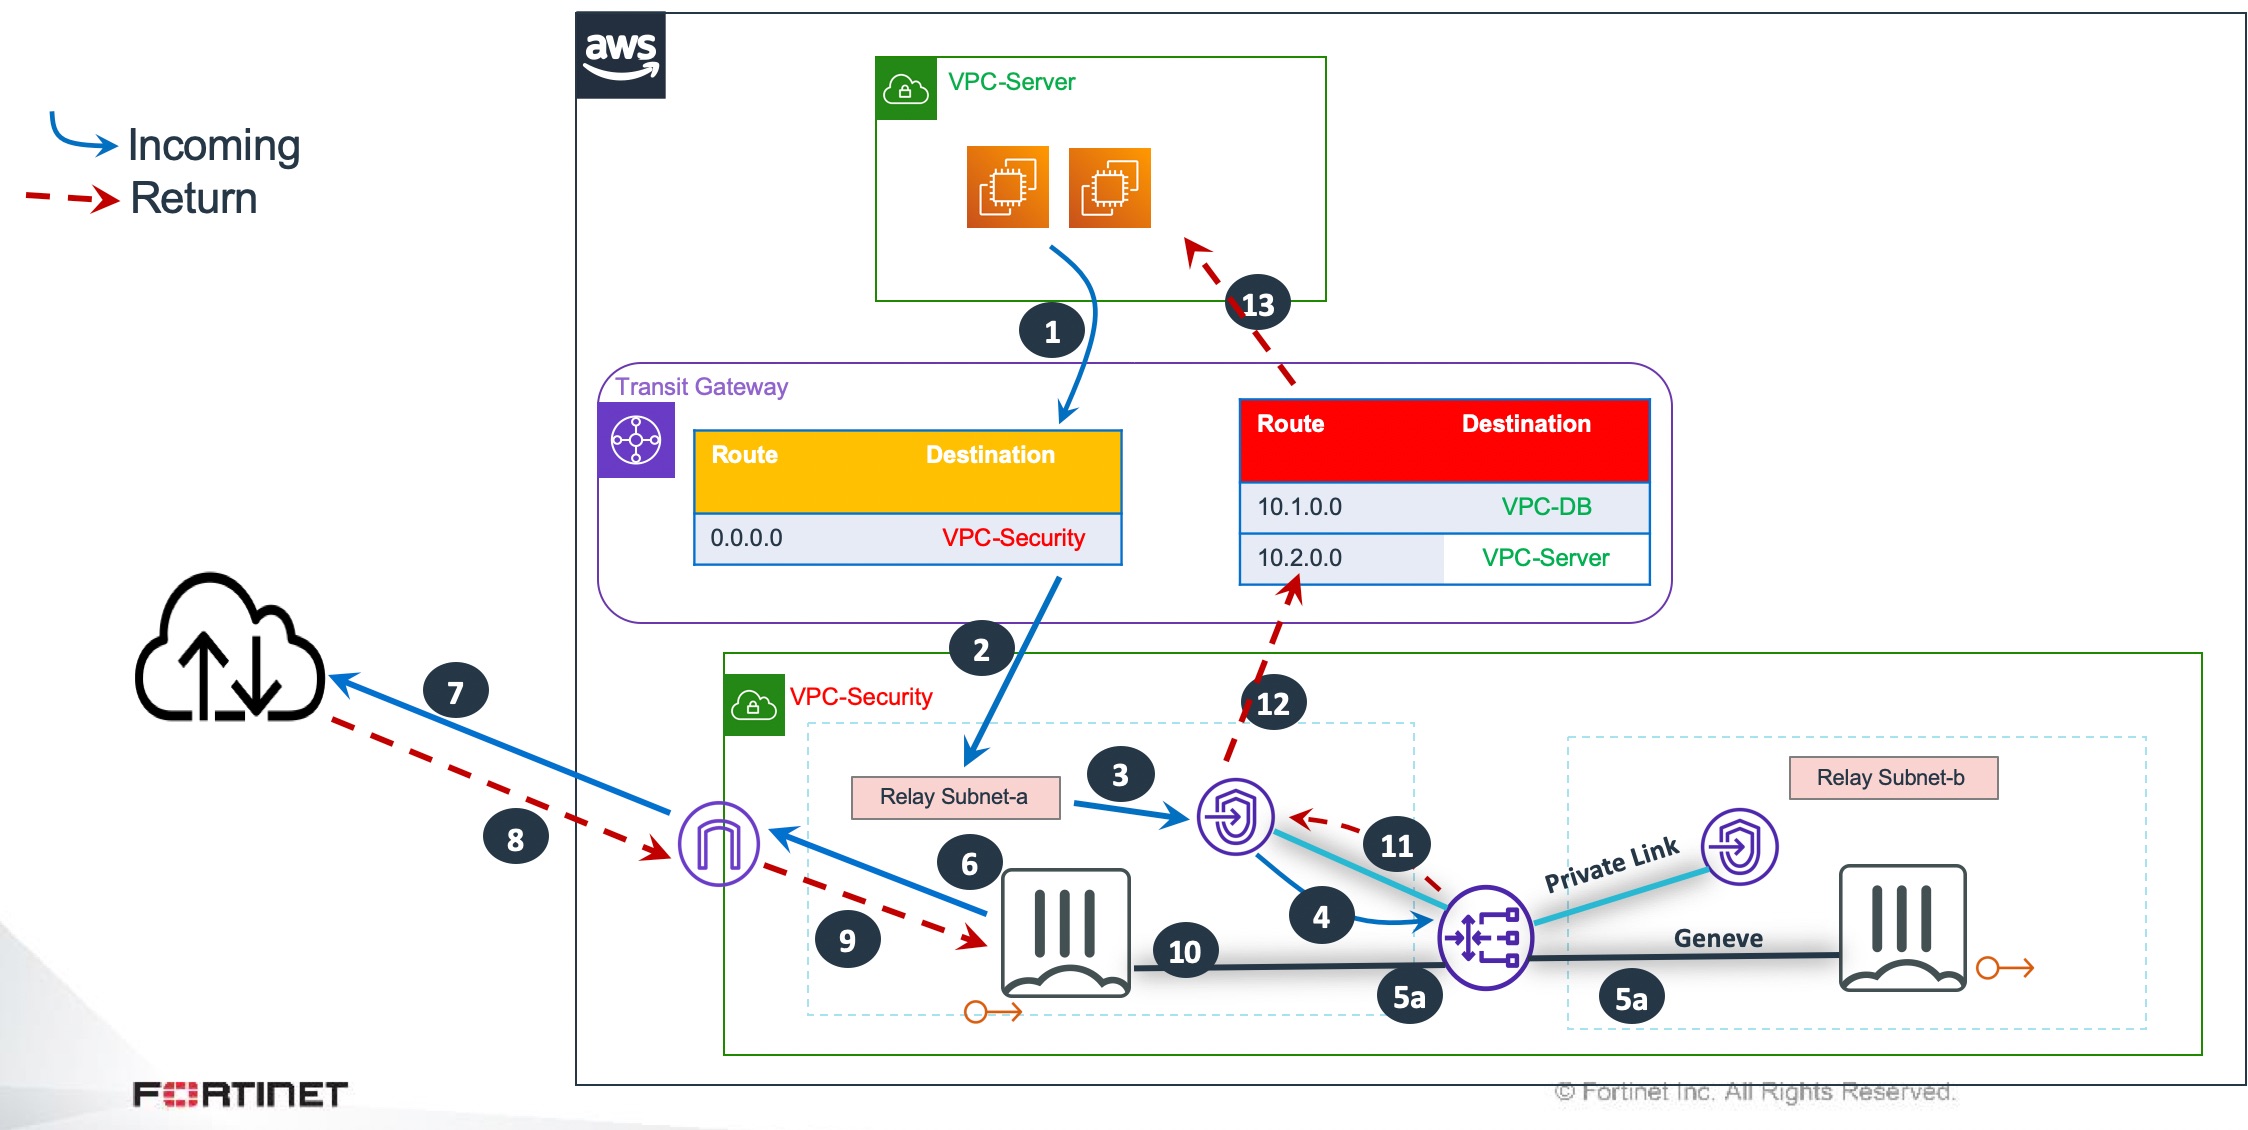 aws
VPC-Server
Incoming
Return
13
1
Transit Gateway
Route Destination
0.0.0.0 VPC-Security
Route Destination
10.1.0.0 VPC-DB
10.2.0.0 VPC-Server
2
7
VPC-Security
12
3
Relay Subnet-a
Relay Subnet-b
8
6
11
Private Link
4
9
10
Geneve
5a
5a
FORTINET
© Fortinet Inc. All Rights Reserved.